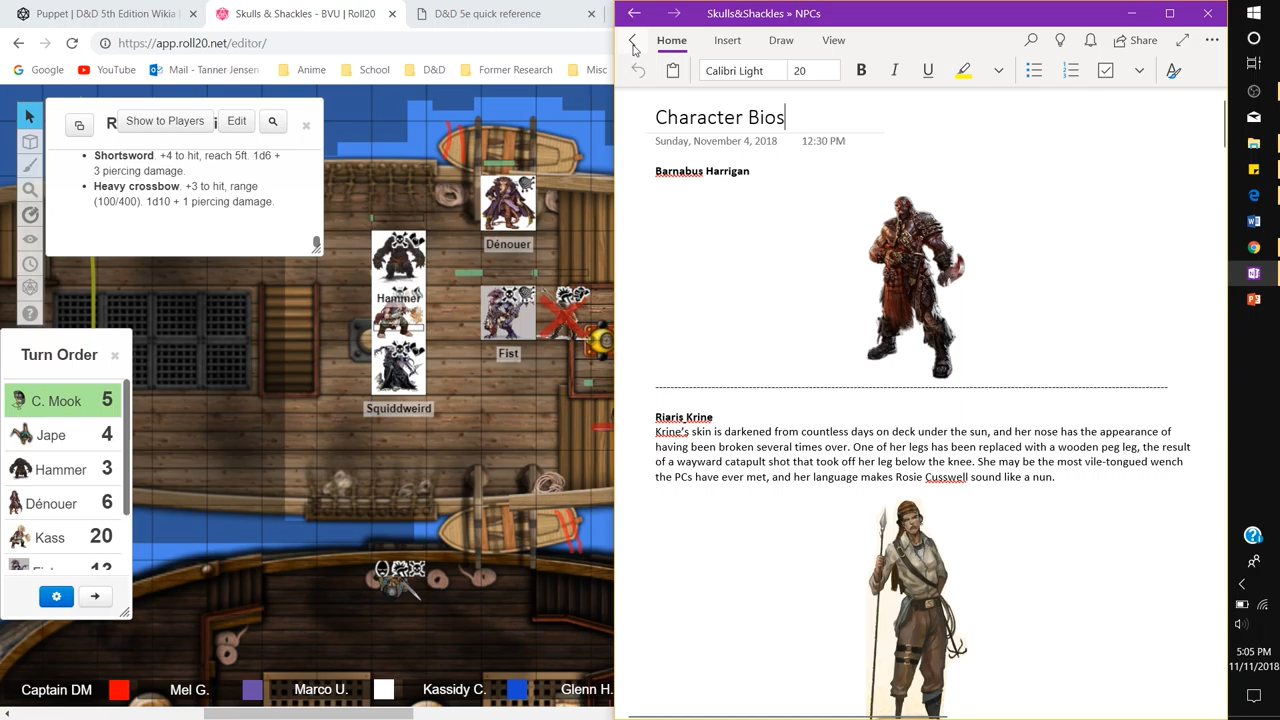 D&D 5th Edition Wikia
Skulls & Shackles - BVU | Roll20
D&D 5e quick reference
https://app.roll20.net/editor/
Google
YouTube
Mail - Tanner Jensen
Anime
School
D&D
Former Research
Misc
Show to Players
Edit
Shortsword. +4 to hit, reach 5ft. 1d6 +
3 piercing damage.
Heavy crossbow. +3 to hit, range
(100/400). 1d10 + 1 piercing damage.
Dénouer
Hammer
Fist
Squiddweird
Turn Order
C. Mook 5
Jape 4
Hammer 3
Dénouer 6
Kass 20
Captain DM
Mel G.
Marco U.
Kassidy C.
Glenn H.
Skulls&Shackles » NPCs
Home
Insert
Draw
View
Share
Calibri Light
20
B I U
Character Bios
Sunday, November 4, 2018 12:30 PM
Barnabus Harrigan
Riaris Krine
Krine's skin is darkened from countless days on deck under the sun, and her nose has the appearance of
having been broken several times over. One of her legs has been replaced with a wooden peg leg, the result
of a wayward catapult shot that took off her leg below the knee. She may be the most vile-tongued wench
the PCs have ever met, and her language makes Rosie Cusswell sound like a nun.
5:05 PM
11/11/2018